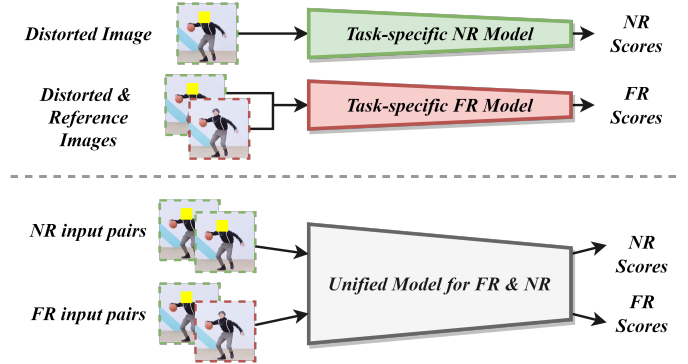 Distorted Image
Task-specific NR Model
NR
Scores
Distorted &
Reference
Images
Task-specific FR Model
FR
Scores
NR input pairs
FR input pairs
Unified Model for FR & NR
NR
Scores
FR
Scores